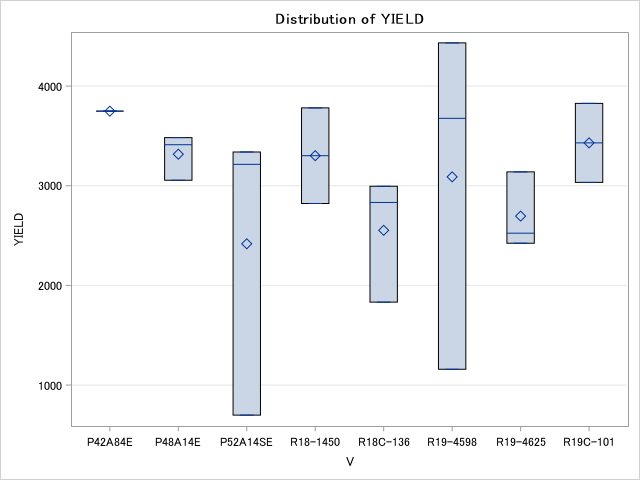 Distribution of YIELD
4000
3000
2000
1000
YIELD
P42A84E P48A14E P52A14SE R18-1450 R18C-136 R19-4598 R19-4625 R19C-101
V